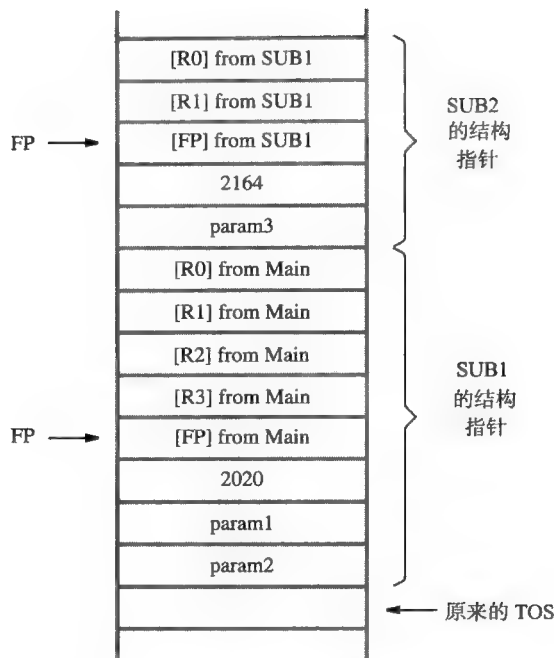 [R0] from SUB1
[R1] from SUB1
FP
[FP] from SUB1
2164
param3
SUB2
的结构
指针
[R0] from Main
[R1] from Main
[R2] from Main
[R3] from Main
FP
[FP] from Main
2020
param1
param2
SUB1
的结构
指针
原来的 TOS